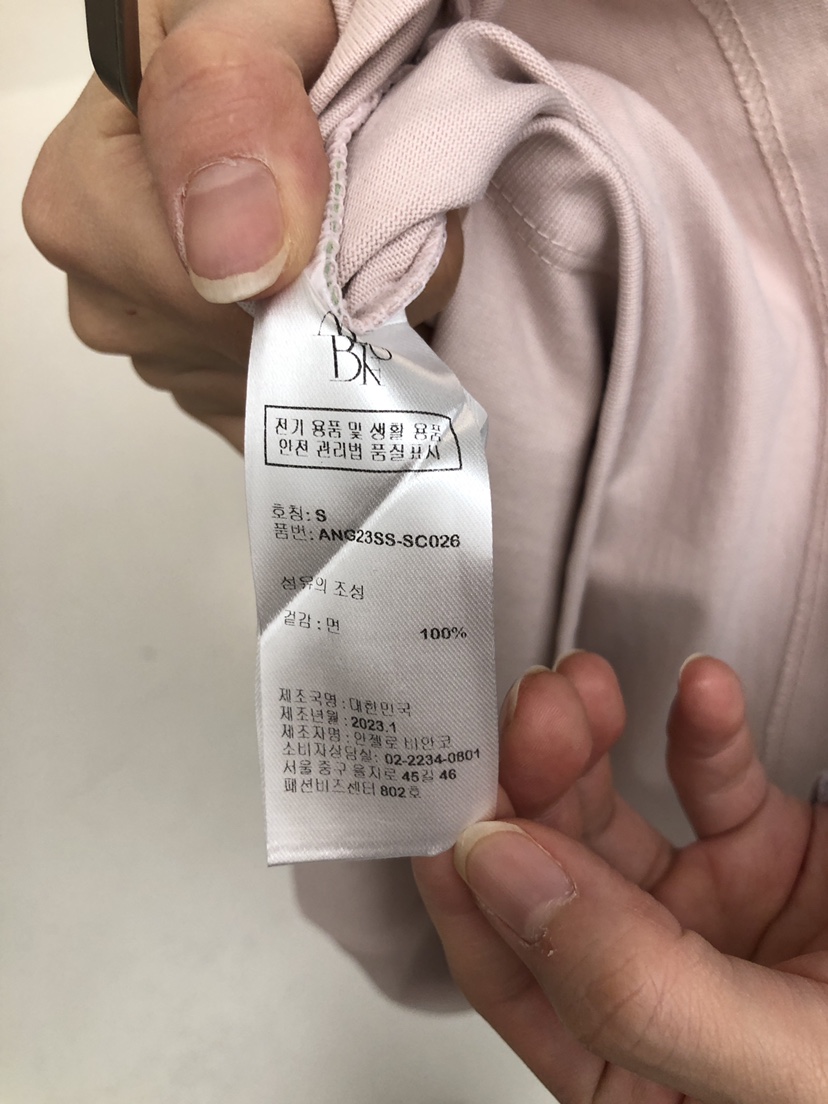 전기 용품 및 생활 용품
안전 관리법 품질표시
호칭: S
품번: ANG23SS-SC026
섬유의 조성
겉감 : 면 100%
제조국명 : 대한민국
제조년월 : 2023.1
제조자명 : 안젤로 비안코
소비자상담실: 02-2234-0801
서울 중구 을지로 45길 46
패션비즈센터 802호